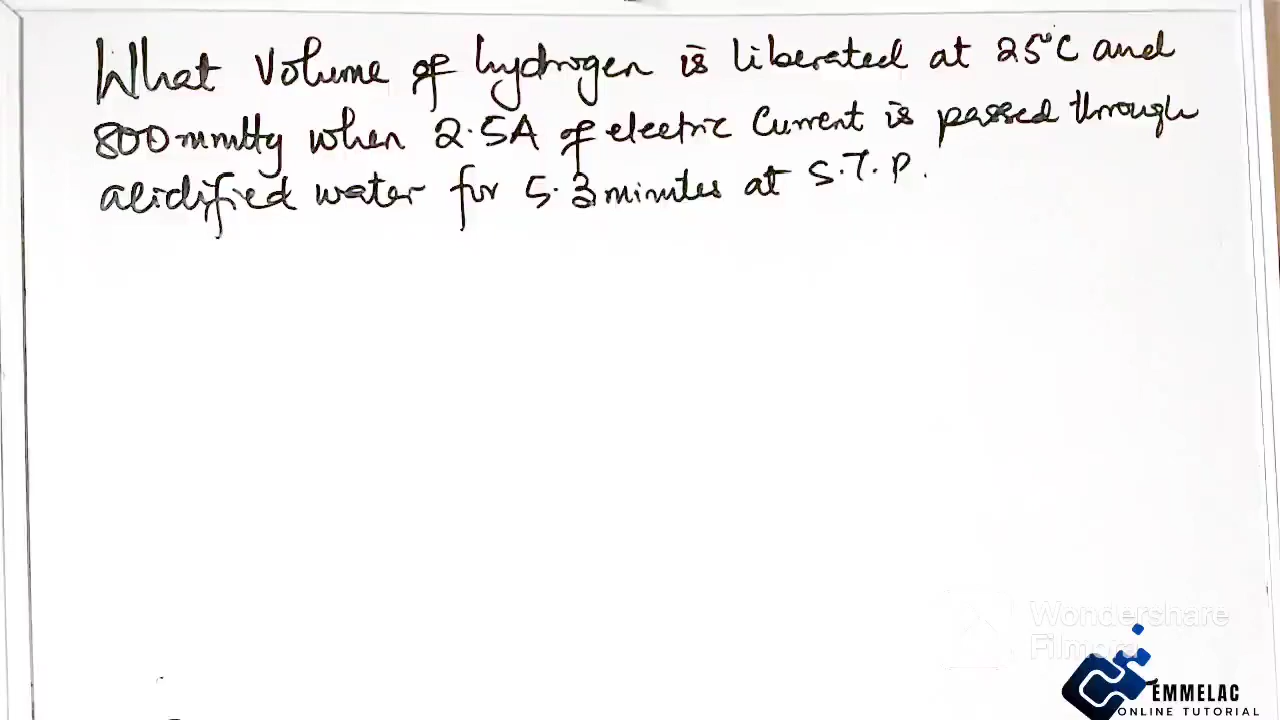 What volume of hydrogen is liberated at 25°C and
800mmHg when 2.5A of electric current is passed through
acidified water for 5.3 minutes at S.T.P.
Wondershare
Filmora
EMMELAC
ONLINE TUTORIAL